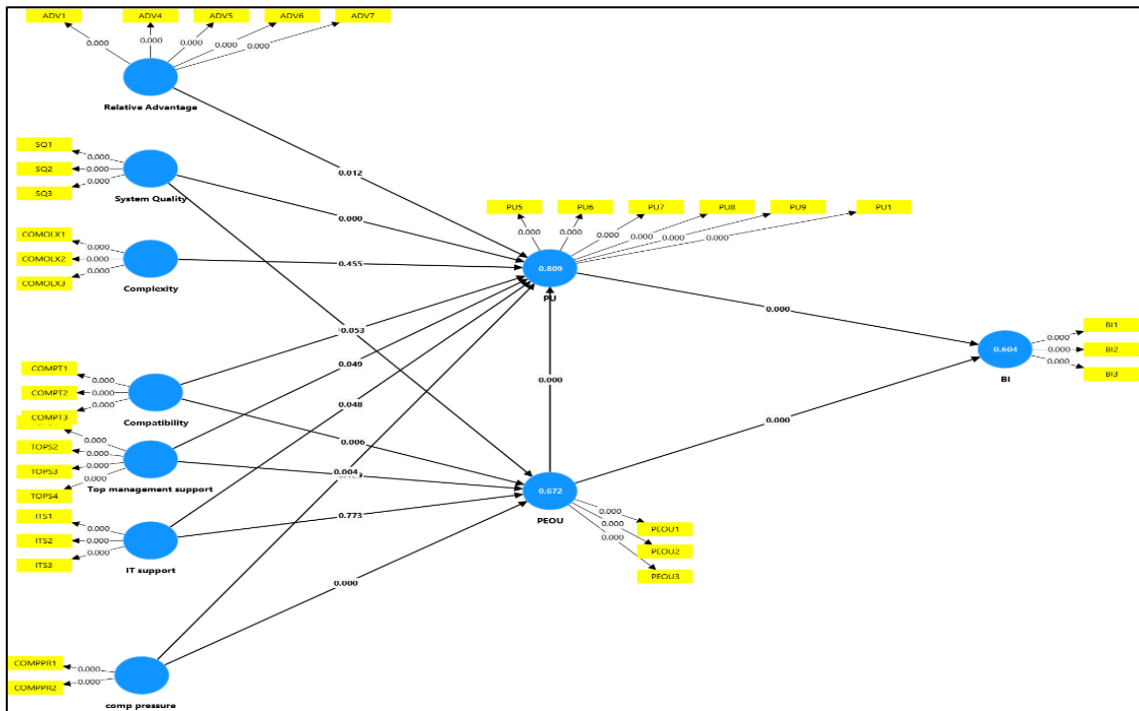 ADV1 ADV4 ADV5 ADV6 ADV7
0.000 0.000 0.000 0.000 0.000
Relative Advantage
SQ1
SQ2
SQ3
0.000
0.000
0.000
System Quality
COMOLX1
COMOLX2
COMOLX3
0.000
0.000
0.000
Complexity
COMPT1
COMPT2
COMPT3
0.000
0.000
0.000
Compatibility
TOPS2
TOPS3
TOPS4
0.000
0.000
0.000
0.000
Top management support
ITS1
ITS2
ITS3
0.000
0.000
0.000
IT support
COMPPR1
COMPPR2
0.000
0.000
comp pressure
0.012
0.000
0.455
0.053
0.049
0.048
0.006
0.004
0.773
0.000
PU5 PU6 PU7 PU8 PU9 PU1
0.000 0.000 0.000 0.000 0.000 0.000
0.809
PU
0.000
0.672
PEOU
0.000
0.000
0.000
PEOU1
PEOU2
PEOU3
0.000
0.000
0.604
BI
0.000
0.000
0.000
BI1
BI2
BI3